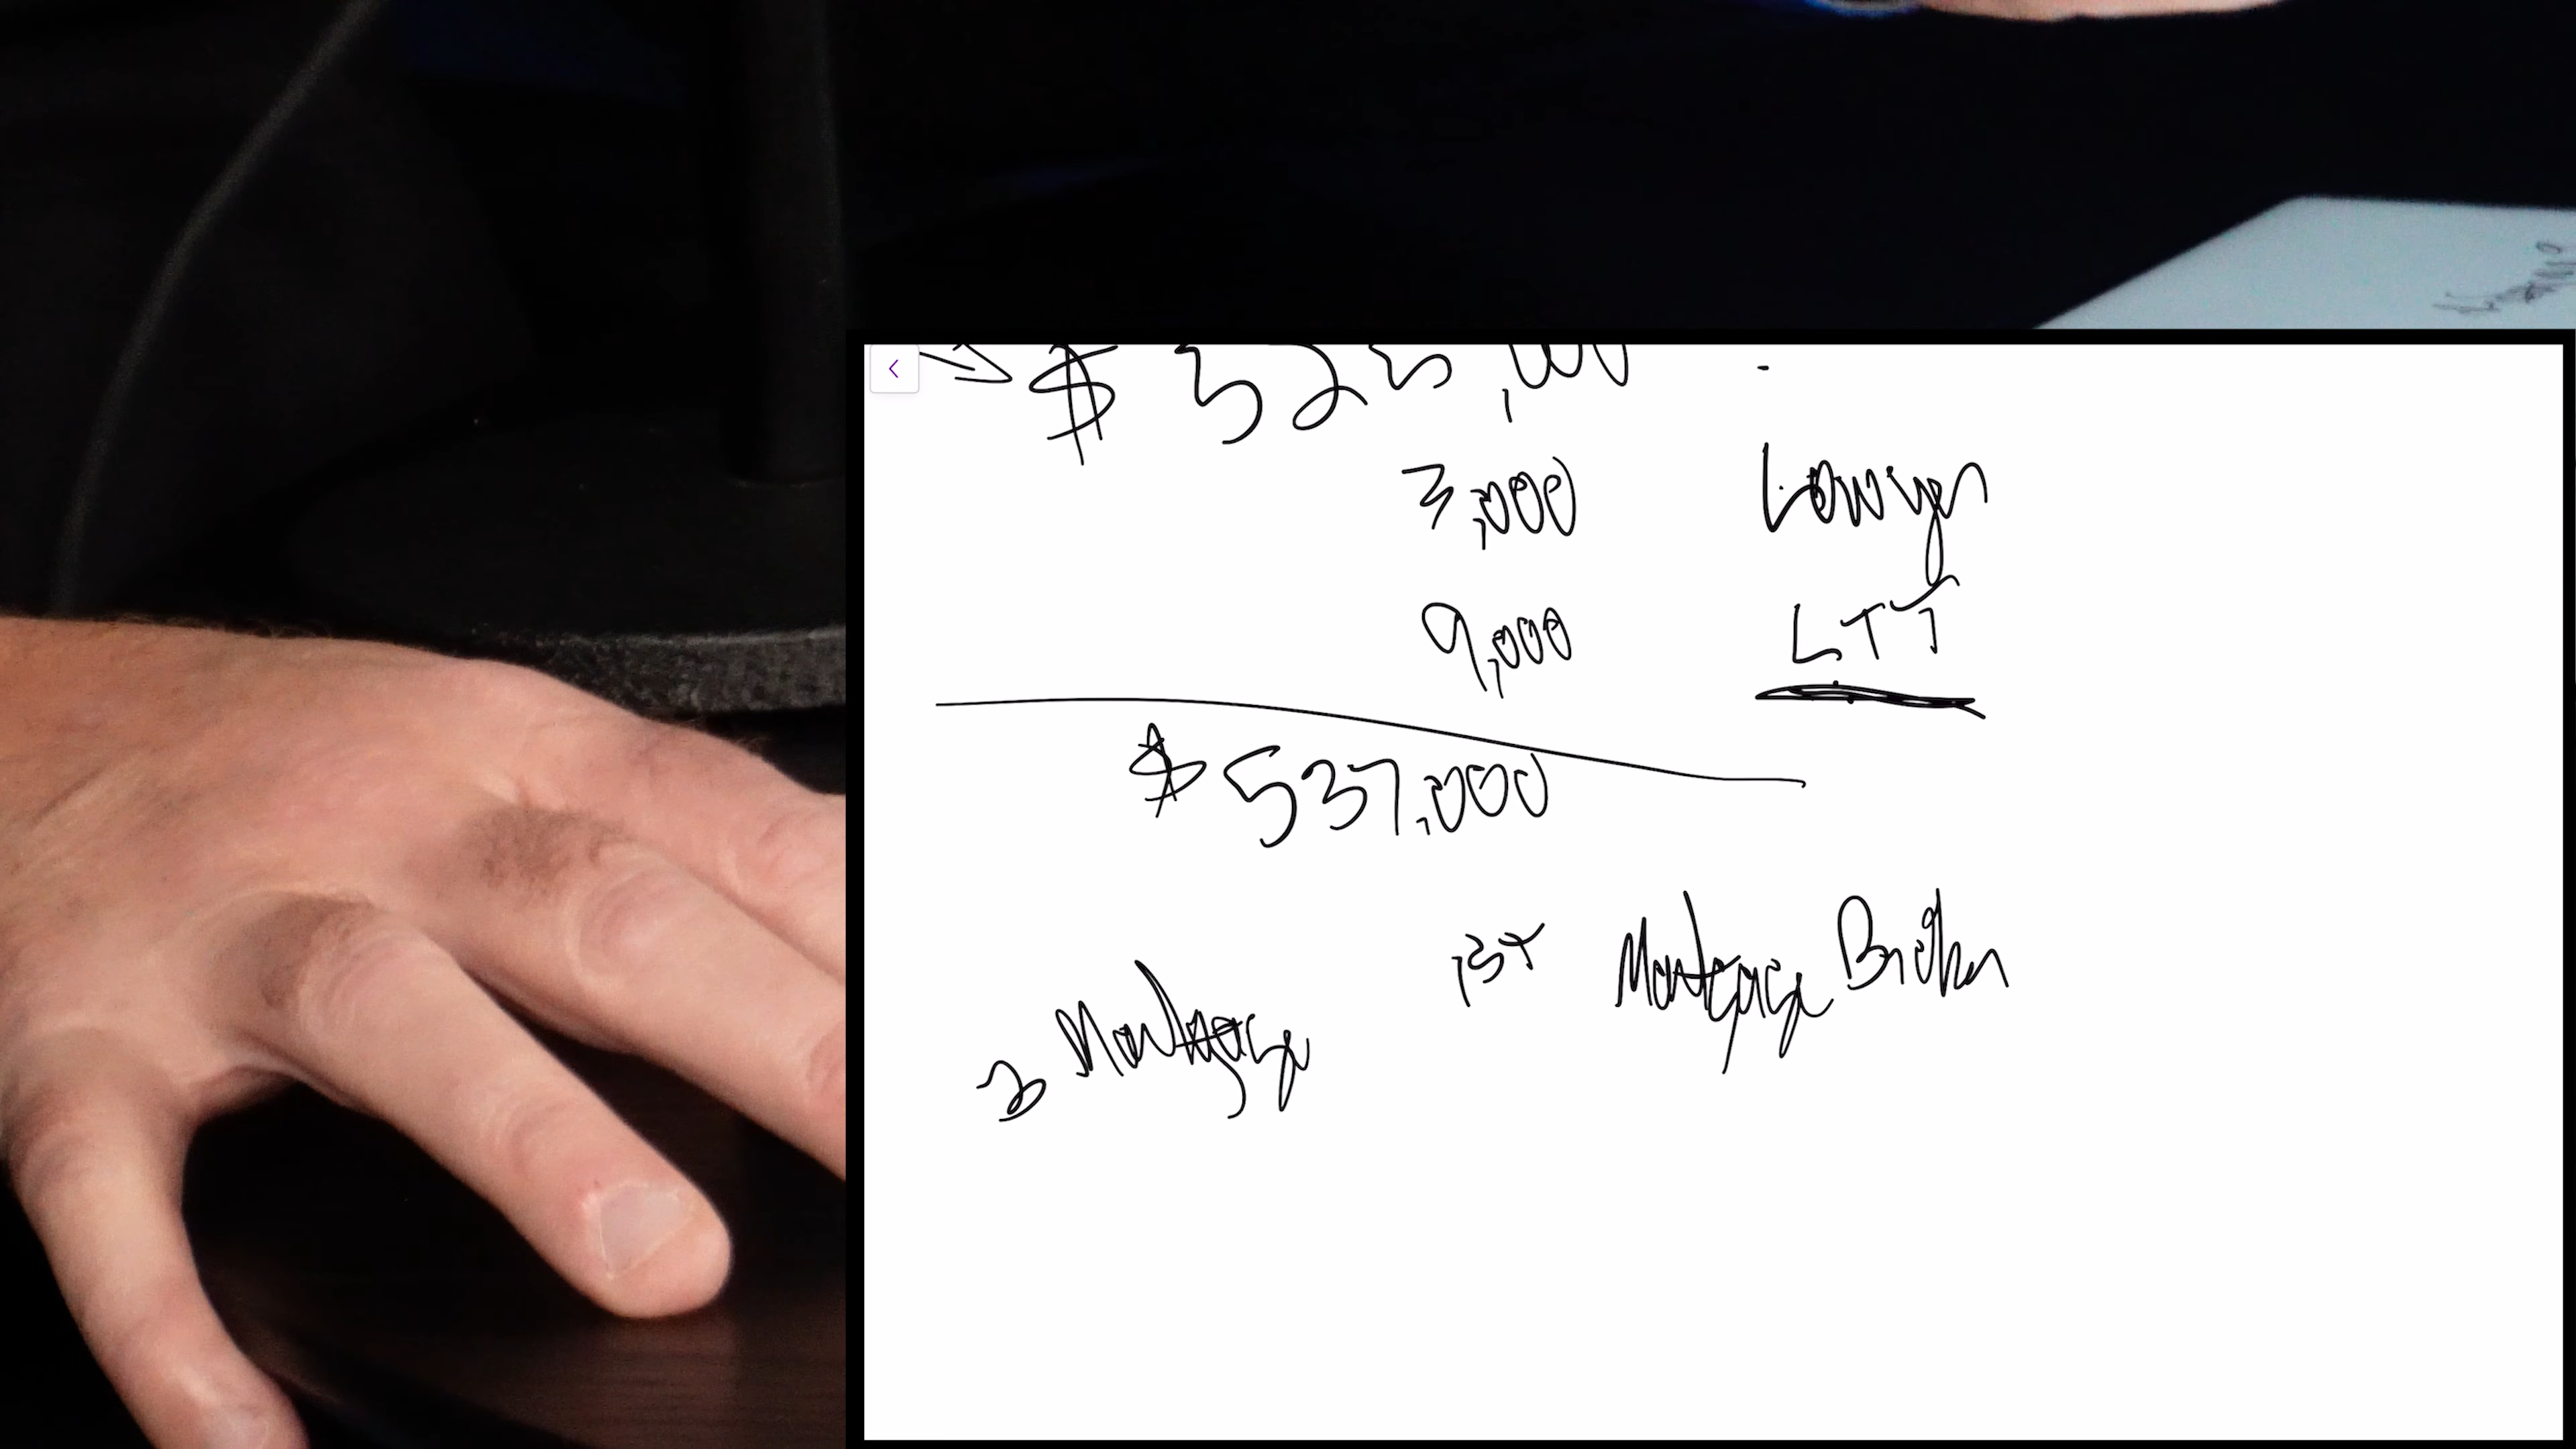 $ 525,000
3,000 Lawyer
9,000 LTT
$ 537,000
1ST Mortgage Broker
2 Mortgage